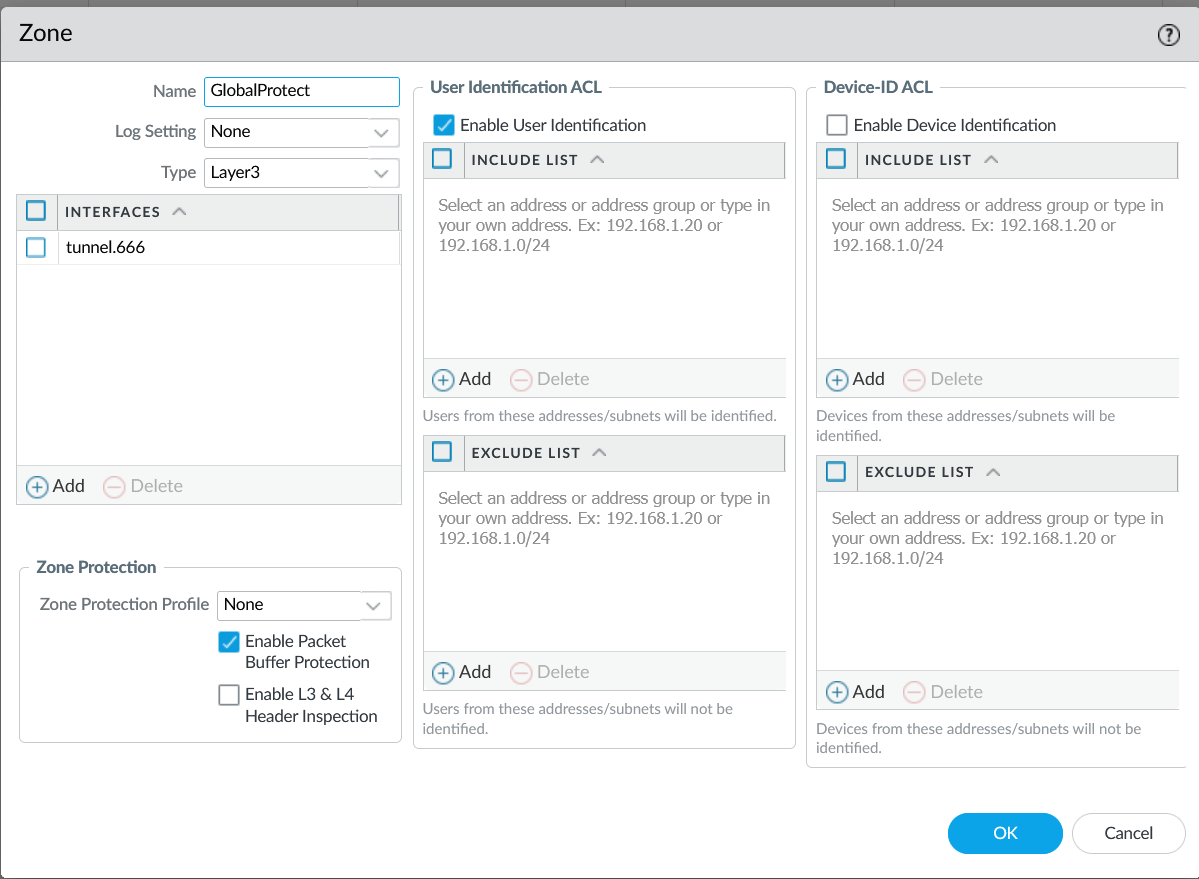 Zone
?
Name GlobalProtect
Log Setting None
Type Layer3
INTERFACES
tunnel.666
Add Delete
Zone Protection
Zone Protection Profile None
Enable Packet
Buffer Protection
Enable L3 & L4
Header Inspection
User Identification ACL
Enable User Identification
INCLUDE LIST
Select an address or address group or type in
your own address. Ex: 192.168.1.20 or
192.168.1.0/24
Add Delete
Users from these addresses/subnets will be identified.
EXCLUDE LIST
Select an address or address group or type in
your own address. Ex: 192.168.1.20 or
192.168.1.0/24
Add Delete
Users from these addresses/subnets will not be
identified.
Device-ID ACL
Enable Device Identification
INCLUDE LIST
Select an address or address group or type in
your own address. Ex: 192.168.1.20 or
192.168.1.0/24
Add Delete
Devices from these addresses/subnets will be
identified.
EXCLUDE LIST
Select an address or address group or type in
your own address. Ex: 192.168.1.20 or
192.168.1.0/24
Add Delete
Devices from these addresses/subnets will not be
identified.
OK Cancel